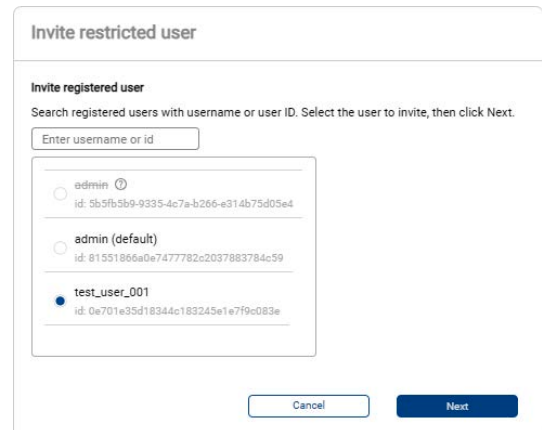 Invite restricted user
Invite registered user
Search registered users with username or user ID. Select the user to invite, then click Next.
Enter username or id
admin
id: 5b5fb5b9-9335-4c7a-b266-e314b75d05e4
admin (default)
id: 81551866a0e7477782c2037883784c59
test_user_001
id: 0e701e35d18344c183245e1e7f9c083e
Cancel
Next